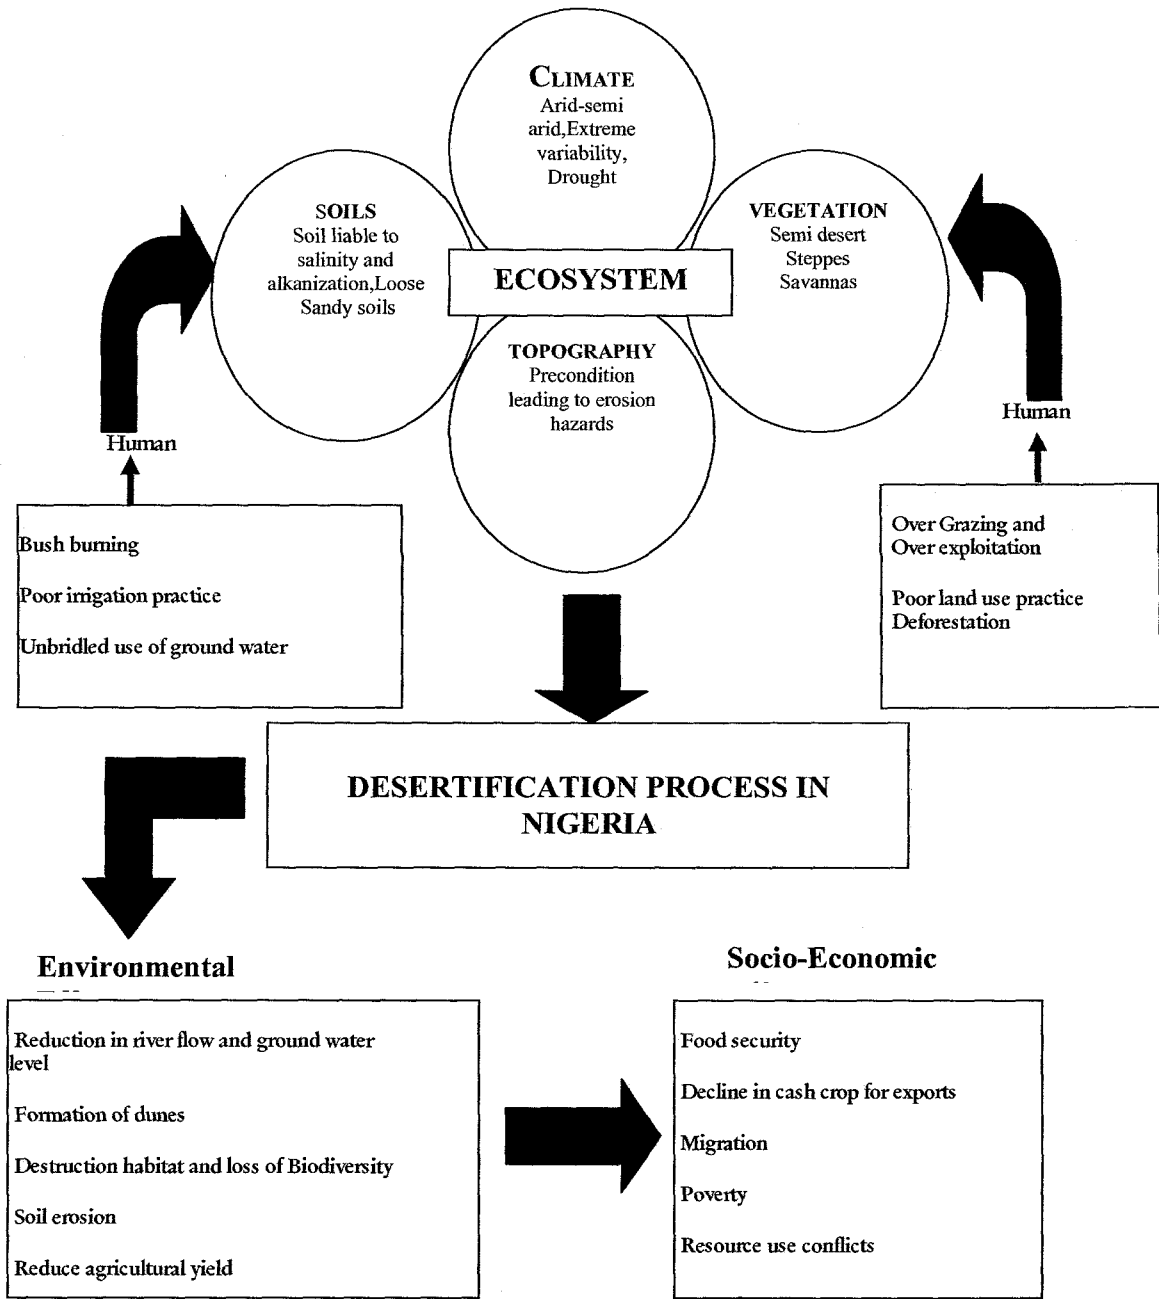 CLIMATE
Arid-semi
arid,Extreme
variability,
Drought
SOILS
Soil liable to
salinity and
alkanization,Loose
Sandy soils
VEGETATION
Semi desert
Steppes
Savannas
ECOSYSTEM
TOPOGRAPHY
Precondition
leading to erosion
hazards
Human
Human
Bush burning
Poor irrigation practice
Unbridled use of ground water
Over Grazing and
Over exploitation
Poor land use practice
Deforestation
DESERTIFICATION PROCESS IN
NIGERIA
Environmental
Reduction in river flow and ground water
level
Formation of dunes
Destruction habitat and loss of Biodiversity
Soil erosion
Reduce agricultural yield
Socio-Economic
Food security
Decline in cash crop for exports
Migration
Poverty
Resource use conflicts